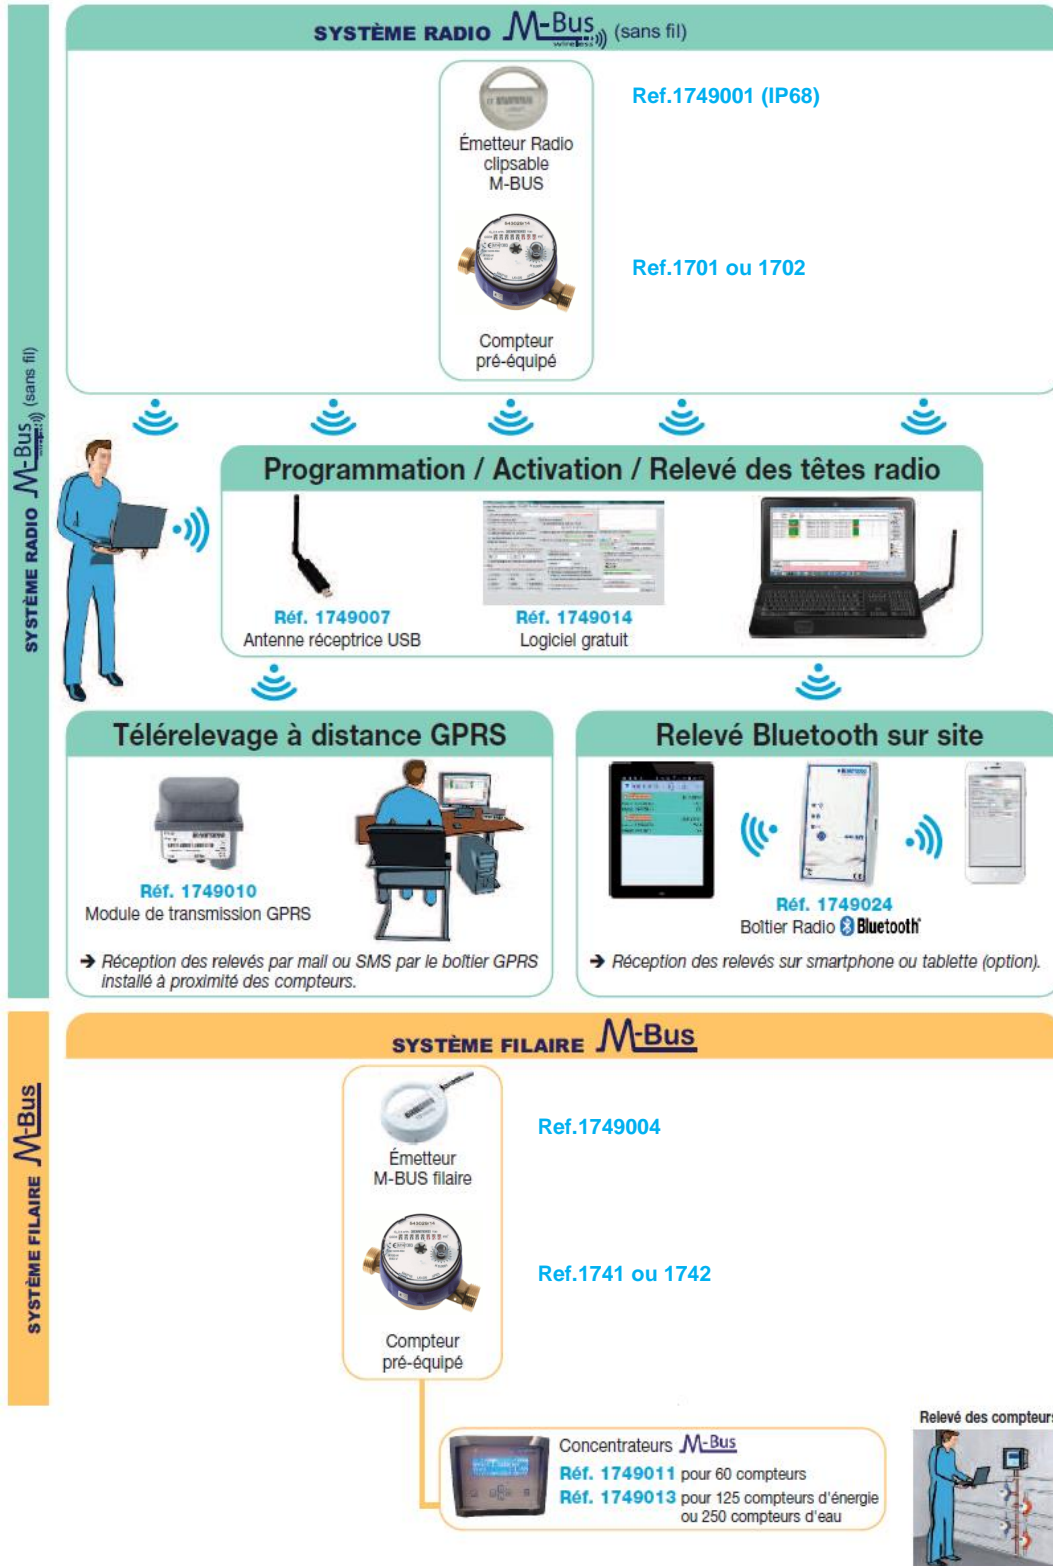 SYSTÈME RADIO M-Bus wireless (sans fil)
SYSTÈME RADIO M-Bus wireless (sans fil)
Ref.1749001 (IP68)
Émetteur Radio
clipsable
M-BUS
Ref.1701 ou 1702
Compteur
pré-équipé
Programmation / Activation / Relevé des têtes radio
Réf. 1749007
Antenne réceptrice USB
Réf. 1749014
Logiciel gratuit
Télérelevage à distance GPRS
Réf. 1749010
Module de transmission GPRS
➔ Réception des relevés par mail ou SMS par le boîtier GPRS
installé à proximité des compteurs.
Relevé Bluetooth sur site
Réf. 1749024
Boîtier Radio Bluetooth
➔ Réception des relevés sur smartphone ou tablette (option).
SYSTÈME FILAIRE M-Bus
SYSTÈME FILAIRE M-Bus
Émetteur
M-BUS filaire
Ref.1749004
Ref.1741 ou 1742
Compteur
pré-équipé
Concentrateurs M-Bus
Réf. 1749011 pour 60 compteurs
Réf. 1749013 pour 125 compteurs d'énergie
ou 250 compteurs d'eau
Relevé des compteurs